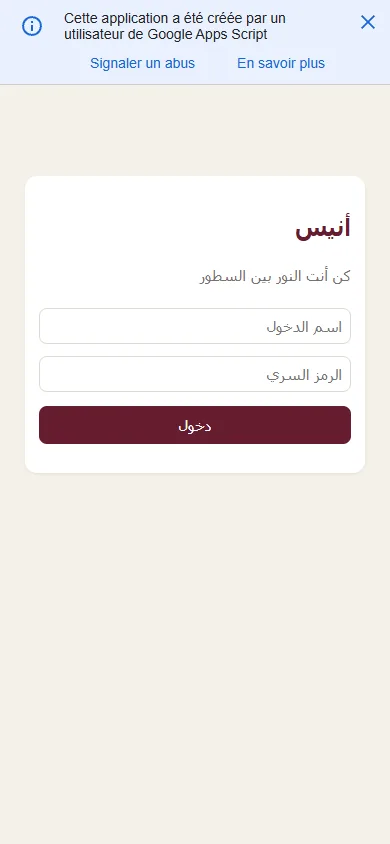 Cette application a été créée par un
utilisateur de Google Apps Script
Signaler un abus En savoir plus
أنيس
كن أنت النور بين السطور
اسم الدخول
الرمز السري
دخول